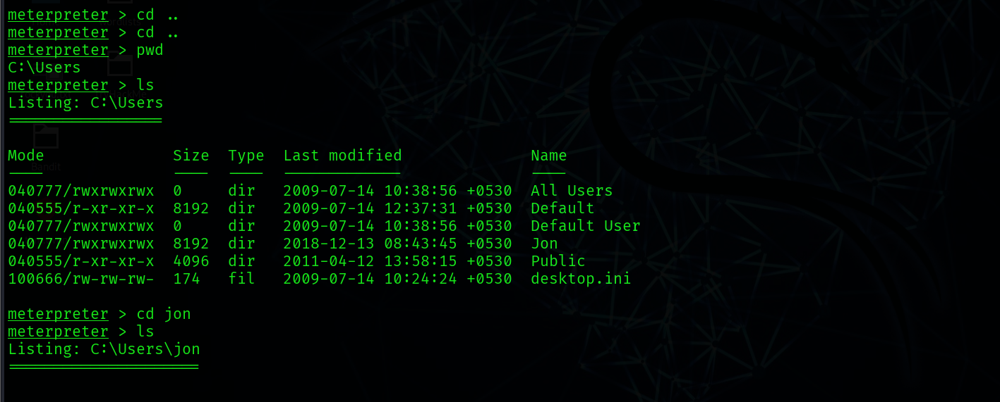 meterpreter > cd ..
meterpreter > cd ..
meterpreter > pwd
C:\Users
meterpreter > ls
Listing: C:\Users
=================
Mode              Size  Type  Last modified              Name
----              ----  ----  -------------              ----
040777/rwxrwxrwx  0     dir   2009-07-14 10:38:56 +0530  All Users
040555/r-xr-xr-x  8192  dir   2009-07-14 12:37:31 +0530  Default
040777/rwxrwxrwx  0     dir   2009-07-14 10:38:56 +0530  Default User
040777/rwxrwxrwx  8192  dir   2018-12-13 08:43:45 +0530  Jon
040555/r-xr-xr-x  4096  dir   2011-04-12 13:58:15 +0530  Public
100666/rw-rw-rw-  174   fil   2009-07-14 10:24:24 +0530  desktop.ini
meterpreter > cd jon
meterpreter > ls
Listing: C:\Users\jon
=====================